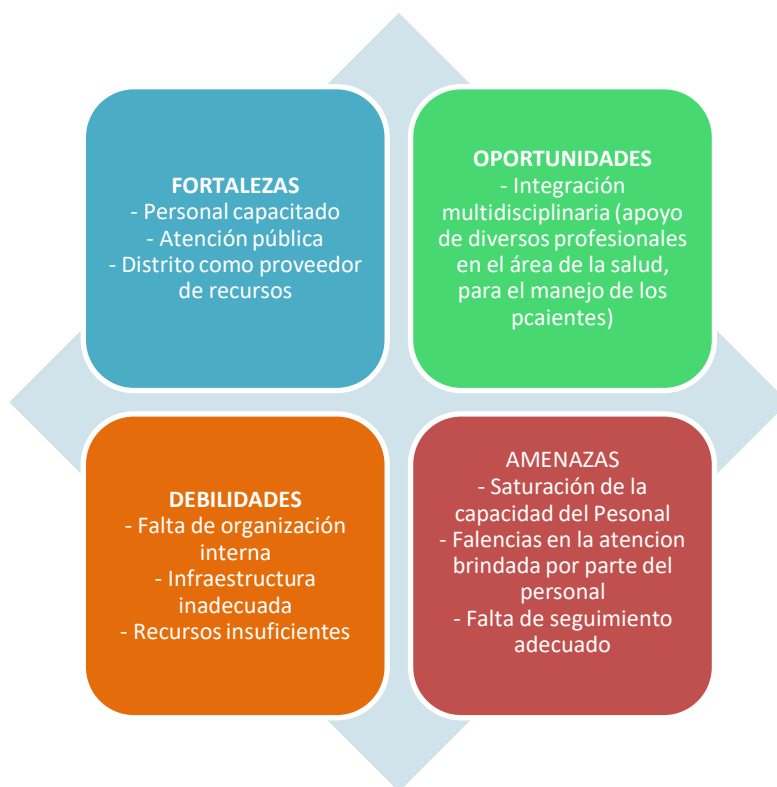 FORTALEZAS
- Personal capacitado
- Atención pública
- Distrito como proveedor
de recursos
OPORTUNIDADES
- Integración
multidisciplinaria (apoyo
de diversos profesionales
en el área de la salud,
para el manejo de los
pcaientes)
DEBILIDADES
- Falta de organización
interna
- Infraestructura
inadecuada
- Recursos insuficientes
AMENAZAS
- Saturación de la
capacidad del Pesonal
- Falencias en la atencion
brindada por parte del
personal
- Falta de seguimiento
adecuado